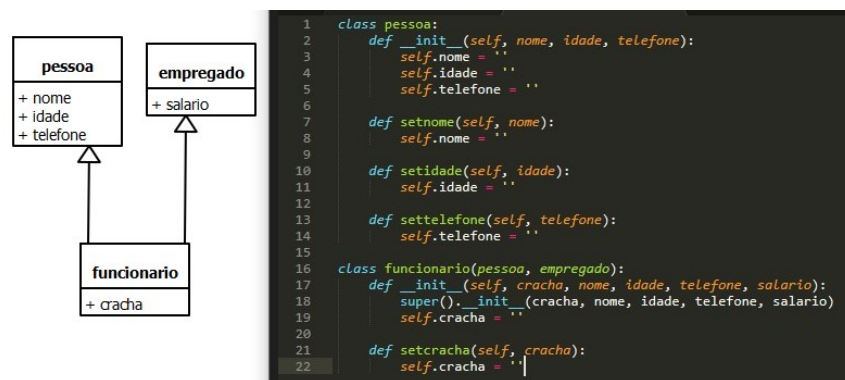 pessoa
+ nome
+ idade
+ telefone
empregado
+ salario
funcionario
+ cracha
1 class pessoa:
2     def __init__(self, nome, idade, telefone):
3         self.nome = ''
4         self.idade = ''
5         self.telefone = ''
6
7     def setnome(self, nome):
8         self.nome = ''
9
10     def setidade(self, idade):
11         self.idade = ''
12
13     def settelefone(self, telefone):
14         self.telefone = ''
15
16 class funcionario(pessoa, empregado):
17     def __init__(self, cracha, nome, idade, telefone, salario):
18         super().__init__(cracha, nome, idade, telefone, salario)
19         self.cracha = ''
20
21     def setcracha(self, cracha):
22         self.cracha = ''